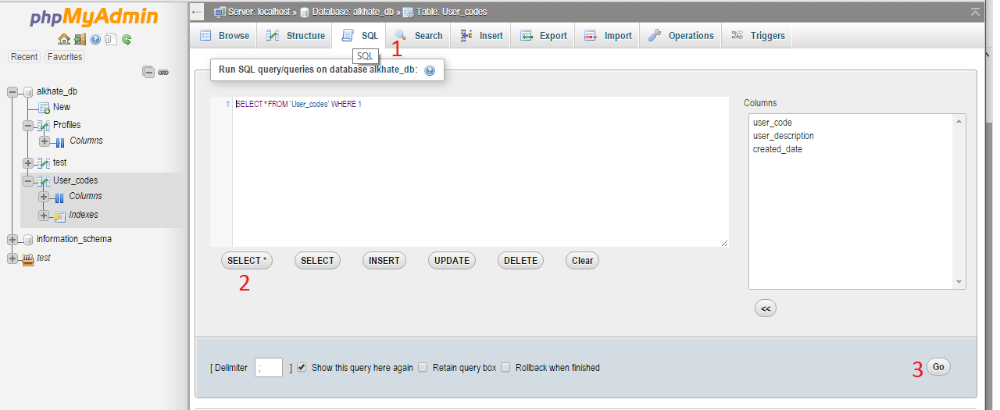 phpMyAdmin
Recent Favorites
alkhate_db
New
Profiles
Columns
test
User_codes
Columns
Indexes
information_schema
test
Server: localhost » Database: alkhate_db » Table: User_codes
Browse Structure SQL Search Insert Export Import Operations Triggers
1
SQL
Run SQL query/queries on database alkhate_db:
1 SELECT * FROM `User_codes` WHERE 1
Columns
user_code
user_description
created_date
SELECT * SELECT INSERT UPDATE DELETE Clear
2
<<
[ Delimiter ; ] Show this query here again Retain query box Rollback when finished
3 Go